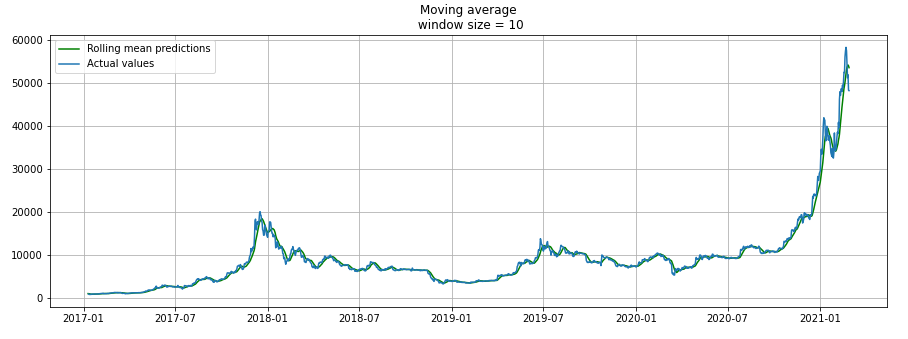 Moving average
window size = 10
Rolling mean predictions
Actual values
60000
50000
40000
30000
20000
10000
0
2017-01 2017-07 2018-01 2018-07 2019-01 2019-07 2020-01 2020-07 2021-01